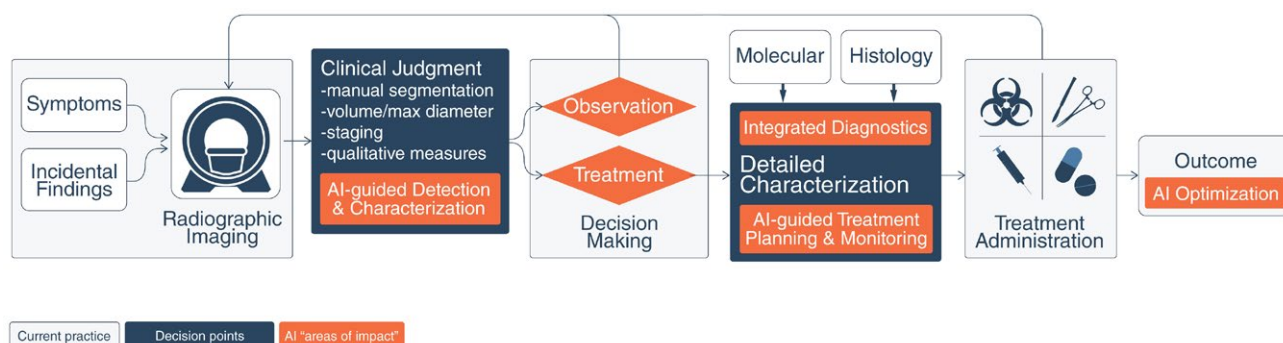 Symptoms
Incidental
Findings
Radiographic
Imaging
Clinical Judgment
-manual segmentation
-volume/max diameter
-staging
-qualitative measures
AI-guided Detection
& Characterization
Observation
Treatment
Decision
Making
Molecular
Histology
Integrated Diagnostics
Detailed
Characterization
AI-guided Treatment
Planning & Monitoring
Treatment
Administration
Outcome
AI Optimization
Current practice
Decision points
AI "areas of impact"